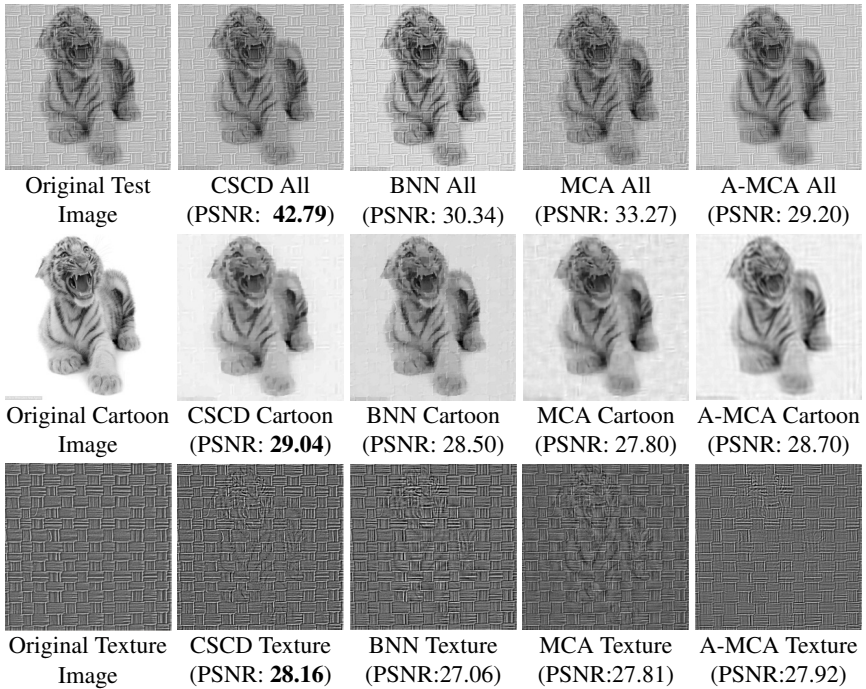 Original Test Image
CSCD All (PSNR: 42.79)
BNN All (PSNR: 30.34)
MCA All (PSNR: 33.27)
A-MCA All (PSNR: 29.20)
Original Cartoon Image
CSCD Cartoon (PSNR: 29.04)
BNN Cartoon (PSNR: 28.50)
MCA Cartoon (PSNR: 27.80)
A-MCA Cartoon (PSNR: 28.70)
Original Texture Image
CSCD Texture (PSNR: 28.16)
BNN Texture (PSNR:27.06)
MCA Texture (PSNR:27.81)
A-MCA Texture (PSNR:27.92)